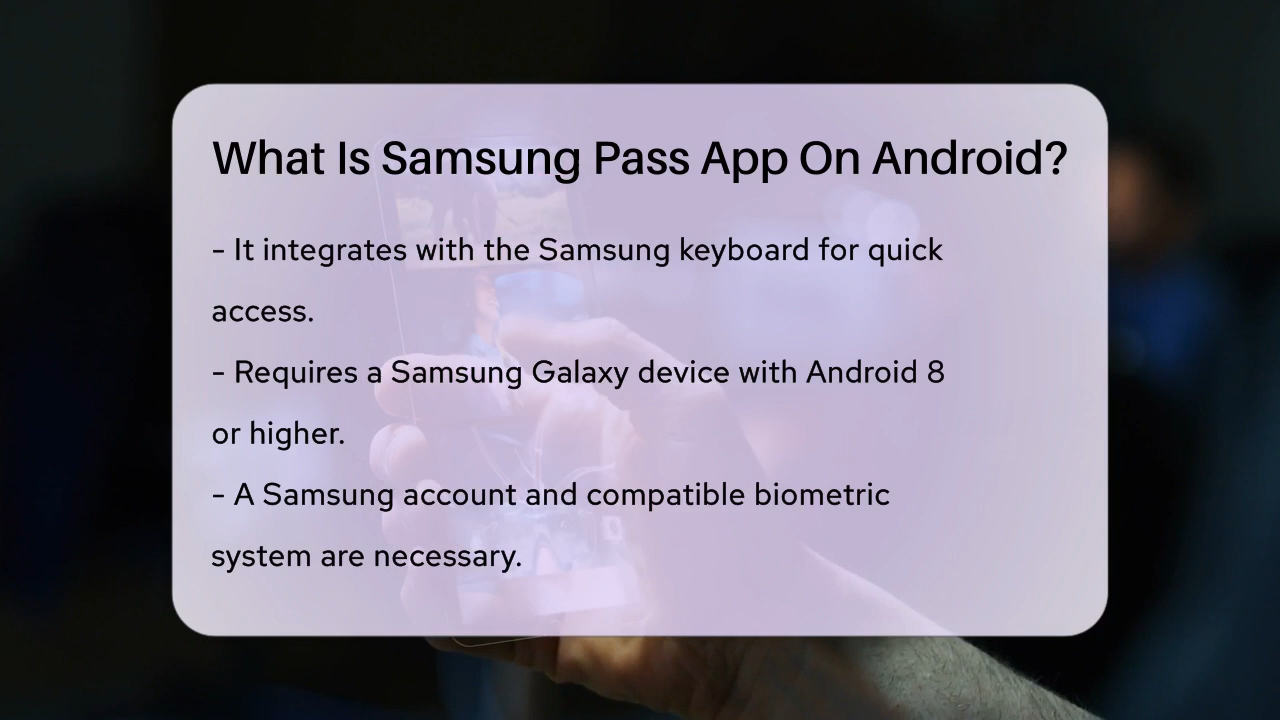 What Is Samsung Pass App On Android?
- It integrates with the Samsung keyboard for quick
access.
- Requires a Samsung Galaxy device with Android 8
or higher.
- A Samsung account and compatible biometric
system are necessary.